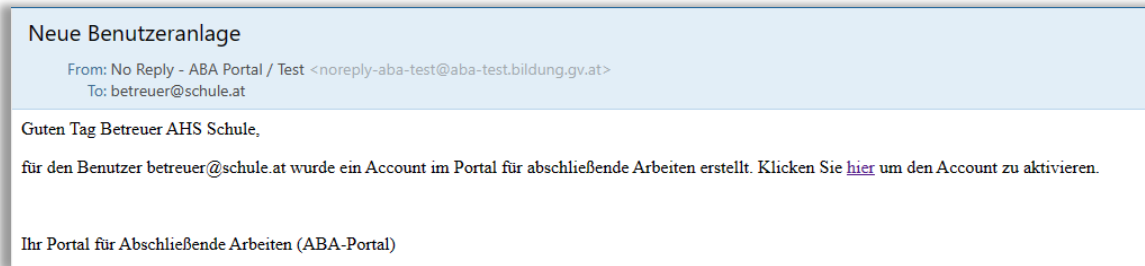 Neue Benutzeranlage
From: No Reply - ABA Portal / Test <noreply-aba-test@aba-test.bildung.gv.at>
To: betreuer@schule.at
Guten Tag Betreuer AHS Schule,
für den Benutzer betreuer@schule.at wurde ein Account im Portal für abschließende Arbeiten erstellt. Klicken Sie hier um den Account zu aktivieren.
Ihr Portal für Abschließende Arbeiten (ABA-Portal)